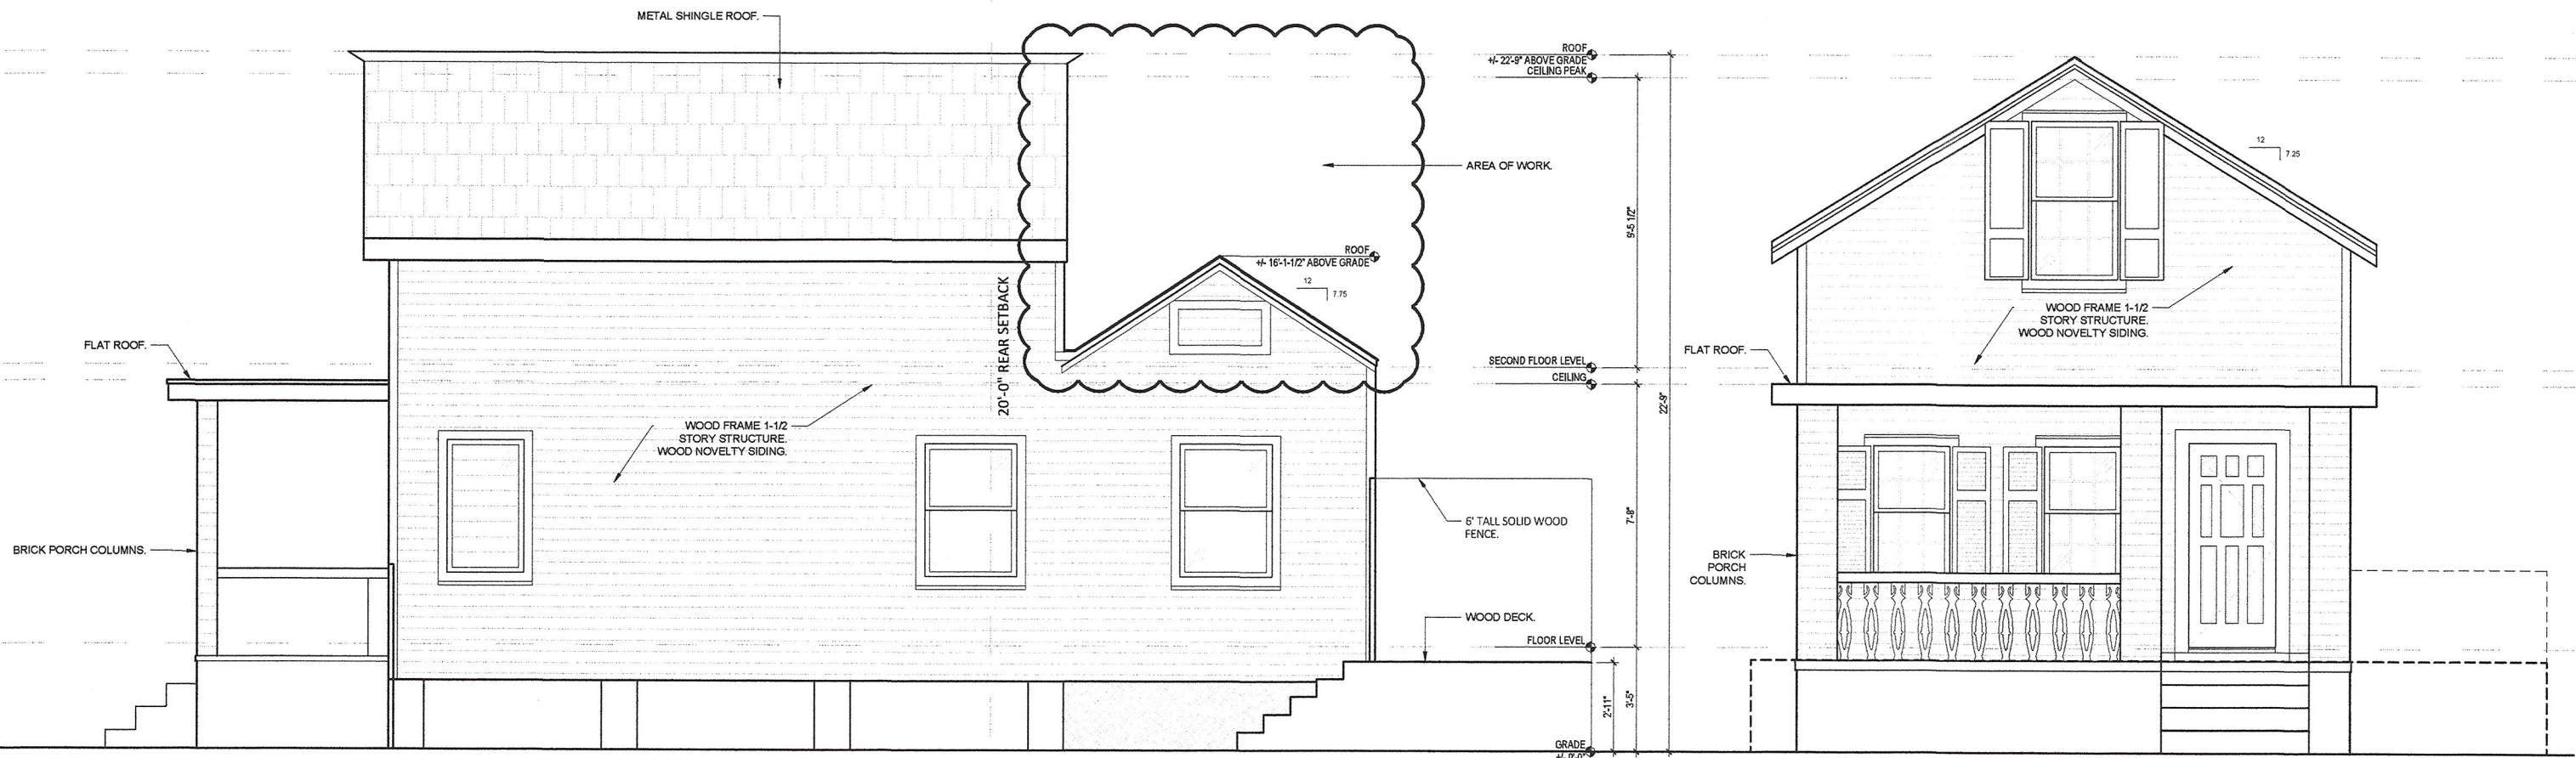 METAL SHINGLE ROOF.
ROOF
+/- 22'-9" ABOVE GRADE
CEILING PEAK
AREA OF WORK.
12
7.25
9'-5 1/2"
ROOF
+/- 16'-1-1/2" ABOVE GRADE
12
7.75
20'-0" REAR SETBACK
WOOD FRAME 1-1/2
STORY STRUCTURE.
WOOD NOVELTY SIDING.
FLAT ROOF.
FLAT ROOF.
SECOND FLOOR LEVEL
CEILING
22'-9"
WOOD FRAME 1-1/2
STORY STRUCTURE.
WOOD NOVELTY SIDING.
7'-8"
6' TALL SOLID WOOD
FENCE.
BRICK PORCH COLUMNS.
BRICK
PORCH
COLUMNS.
WOOD DECK.
FLOOR LEVEL
2'-11"
3'-5"
GRADE
+/- 0'-0"